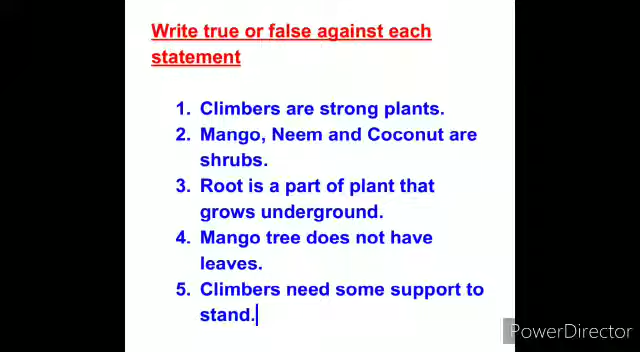 Write true or false against each
statement
1. Climbers are strong plants.
2. Mango, Neem and Coconut are
shrubs.
3. Root is a part of plant that
grows underground.
4. Mango tree does not have
leaves.
5. Climbers need some support to
stand.
PowerDirector